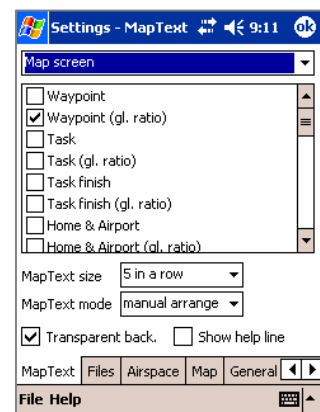 Settings - MapText 9:11 ok
Map screen
Waypoint
Waypoint (gl. ratio)
Task
Task (gl. ratio)
Task finish
Task finish (gl. ratio)
Home & Airport
Home & Airport (gl. ratio)
MapText size 5 in a row
MapText mode manual arrange
Transparent back. Show help line
MapText Files Airspace Map General
File Help